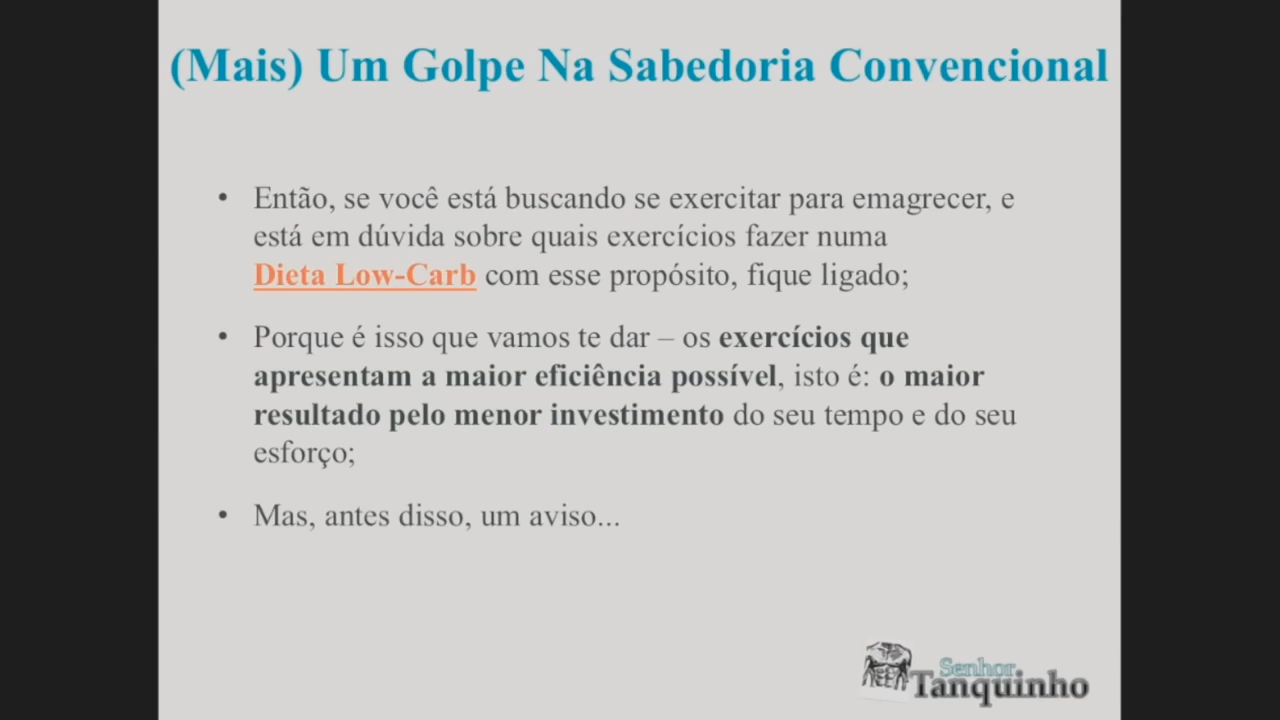 (Mais) Um Golpe Na Sabedoria Convencional
• Então, se você está buscando se exercitar para emagrecer, e
está em dúvida sobre quais exercícios fazer numa
Dieta Low-Carb com esse propósito, fique ligado;
• Porque é isso que vamos te dar – os exercícios que
apresentam a maior eficiência possível, isto é: o maior
resultado pelo menor investimento do seu tempo e do seu
esforço;
• Mas, antes disso, um aviso...
Senhor
Tanquinho